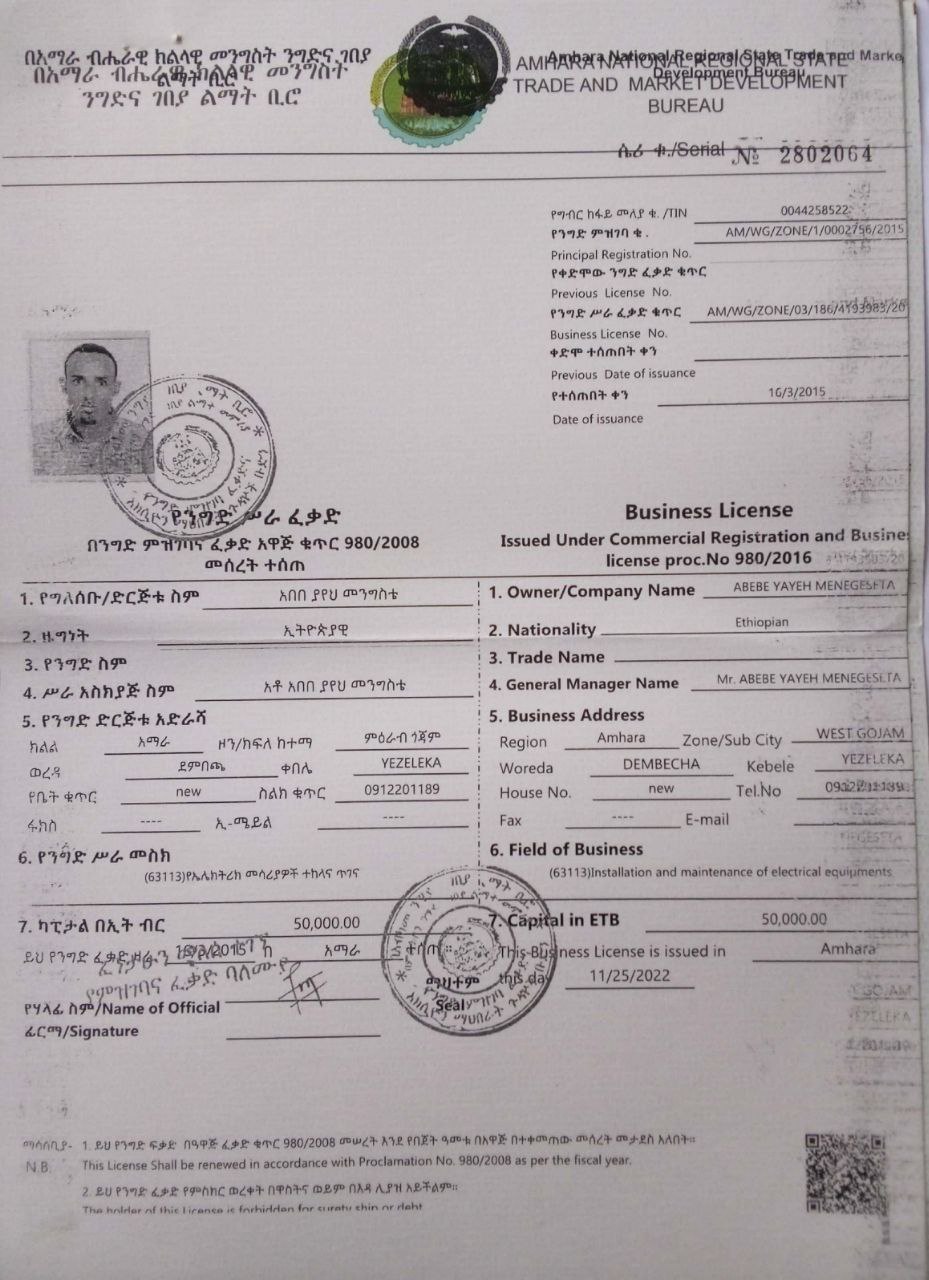 በአማራ ብሔራዊ ክልላዊ መንግስት ንግድና ገበያ
ልማት ቢሮ
በአማራ ብሔራዊ ክልላዊ መንግስት
ንግድና ገበያ ልማት ቢሮ
Amhara National Regional State Trade and Marke
Development Bureau
AMHARA NATIONAL REGIONAL STATE
TRADE AND MARKET DEVELOPMENT
BUREAU
ሴሪ ቁ./Serial № 2802064
የግብር ከፋይ መለያ ቁ. /TIN 0044258522
የንግድ ምዝገባ ቁ. AM/WG/ZONE/1/0002756/2015
Principal Registration No.
የቀድሞው ንግድ ፈቃድ ቁጥር
Previous License No.
የንግድ ሥራ ፈቃድ ቁጥር AM/WG/ZONE/03/186/4193983/20
Business License No.
ቀድሞ ተሰጠበት ቀን
Previous Date of issuance
የተሰጠበት ቀን 16/3/2015
Date of issuance
የንግድ ሥራ ፈቃድ
በንግድ ምዝገባና ፈቃድ አዋጅ ቁጥር 980/2008
መሰረት ተሰጠ
Business License
Issued Under Commercial Registration and Busine
license proc.No 980/2016
1. የግለሰቡ/ድርጅቱ ስም አበበ ያየህ መንግስቴ
1. Owner/Company Name ABEBE YAYEH MENEGESETA
2. ዜግነት ኢትዮጵያዊ
2. Nationality Ethiopian
3. የንግድ ስም
3. Trade Name
4. ሥራ አስኪያጅ ስም አቶ አበበ ያየህ መንግስቴ
4. General Manager Name Mr. ABEBE YAYEH MENEGESETA
5. የንግድ ድርጅቱ አድራሻ
5. Business Address
ክልል አማራ ዞን/ክፍለ ከተማ ምዕራብ ጎጃም
Region Amhara Zone/Sub City WEST GOJAM
ወረዳ ደምበጫ ቀበሌ YEZELEKA
Woreda DEMBECHA Kebele YEZELEKA
የቤት ቁጥር new ስልክ ቁጥር 0912201189
House No. new Tel.No 0912201189
ፋክስ ---- ኢ-ሜይል ----
Fax ---- E-mail
6. የንግድ ሥራ መስክ
6. Field of Business
(63113)የኤሌክትሪክ መሳሪያዎች ተከላና ጥገና
(63113)Installation and maintenance of electrical equipments
7. ካፒታል በኢት ብር 50,000.00
7. Capital in ETB 50,000.00
ይህ የንግድ ፈቃድ ዛሬ 16/3/2015 በ አማራ ተሰጠ
This Business License is issued in Amhara
this da 11/25/2022
የምዝገባና ፈቃድ ባለሙያ
ማህተም
Seal
የሃላፊ ስም/Name of Official
ፊርማ/Signature
ማሳሰቢያ- 1. ይህ የንግድ ፍቃድ በዓዋጅ ፈቃድ ቁጥር 980/2008 መሠረት እንደ የበጀት ዓመቱ በአዋጅ በተቀመጠው መሰረት መታደስ አለበት።
N.B. This License Shall be renewed in accordance with Proclamation No. 980/2008 as per the fiscal year.
2. ይህ የንግድ ፈቃድ የምስክር ወረቀት በዋስትና ወይም በእዳ ሊያዝ አይችልም።
The holder of this License is forbidden for surety ship or debt